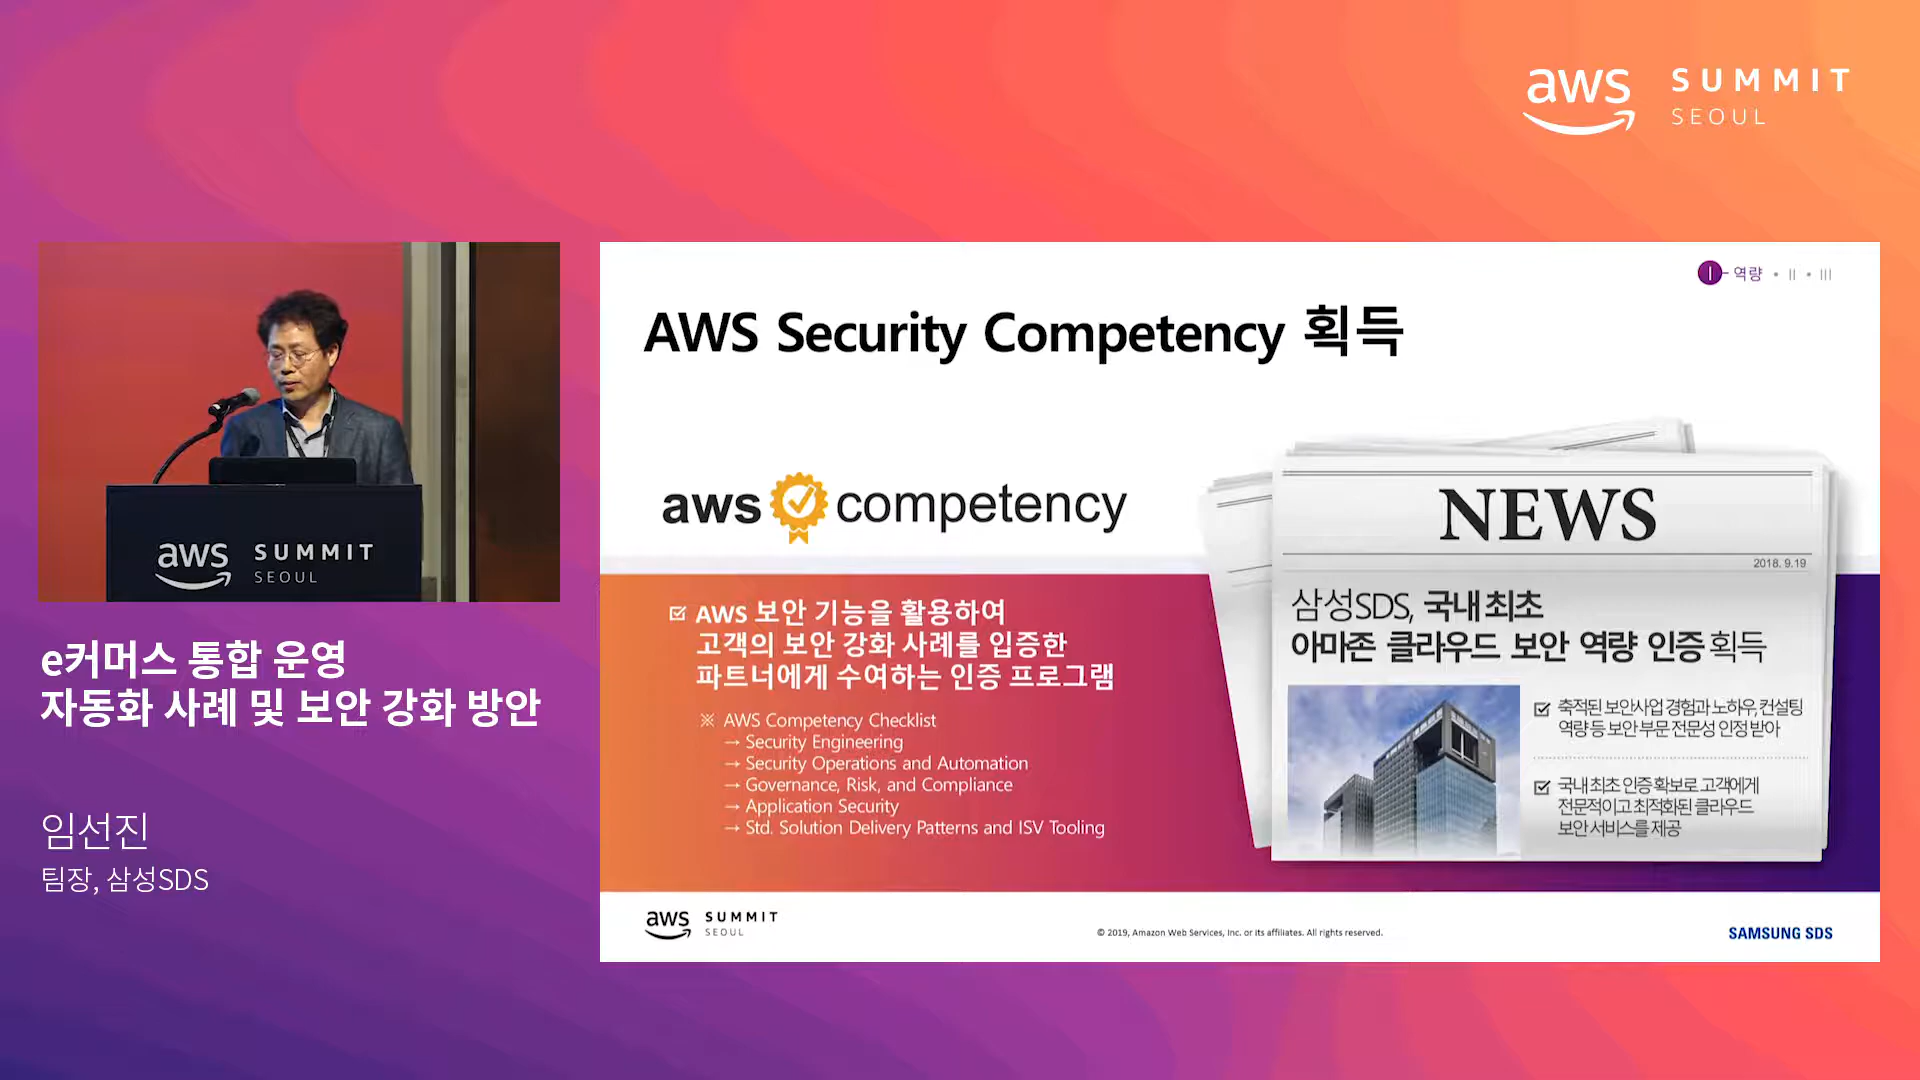 aws SUMMIT
SEOUL
aws SUMMIT
SEOUL
e커머스 통합 운영
자동화 사례 및 보안 강화 방안
임선진
팀장, 삼성SDS
I - 역량 • II • III
AWS Security Competency 획득
aws competency
AWS 보안 기능을 활용하여
고객의 보안 강화 사례를 입증한
파트너에게 수여하는 인증 프로그램
※ AWS Competency Checklist
→ Security Engineering
→ Security Operations and Automation
→ Governance, Risk, and Compliance
→ Application Security
→ Std. Solution Delivery Patterns and ISV Tooling
NEWS
2018. 9.19
삼성SDS, 국내 최초
아마존 클라우드 보안 역량 인증 획득
축적된 보안사업 경험과 노하우, 컨설팅
역량 등 보안 부문 전문성 인정 받아
국내 최초 인증 확보로 고객에게
전문적이고 최적화된 클라우드
보안 서비스를 제공
aws SUMMIT
SEOUL
© 2019, Amazon Web Services, Inc. or its affiliates. All rights reserved.
SAMSUNG SDS